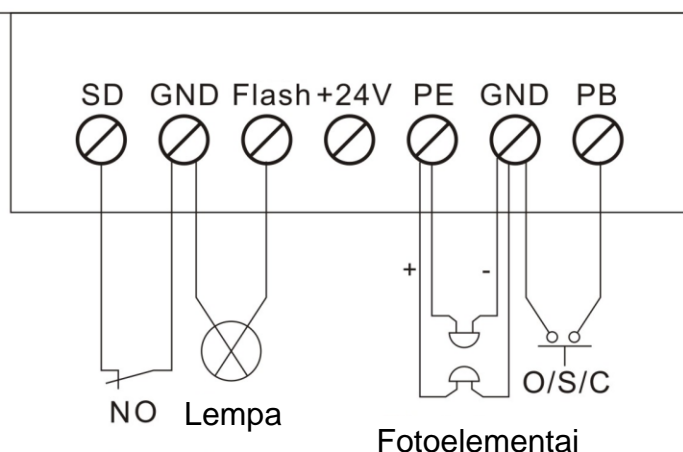 SD GND Flash +24V PE GND PB
+ -
O/S/C
NO Lempa
Fotoelementai